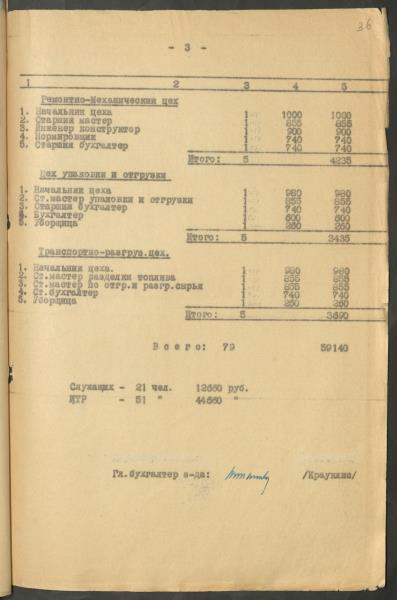 36
- 3 -
1 2 3 4 5
Ремонтно-Механический цех
1. Начальник цеха 1 1000 1000
2. Старший мастер 1 855 855
3. Инженер конструктор 1 900 900
4. Нормировщик 1 740 740
5. Старший бухгалтер 1 740 740
Итого: 5 4235
Цех упаковки и отгрузки
1. Начальник цеха 1 980 980
2. Ст.мастер упаковки и отгрузки 1 855 855
3. Старший бухгалтер 1 740 740
4. Бухгалтер 1 600 600
5. Уборщица 1 260 260
Итого: 5 3435
Транспортно-разгруз.цех.
1. Начальник цеха. 1 980 980
2. Ст.мастер разделки топлива 1 855 855
3. Ст.мастер по отгр.и разгр.сырья 1 855 855
4. Ст.бухгалтер 1 740 740
5. Уборщица 1 260 260
Итого: 5 3690
Всего: 79 59140
Служащих - 21 чел. 12660 руб.
ИТР - 51 " 44660 "
Гл.бухгалтер з-да: /Крауклис/